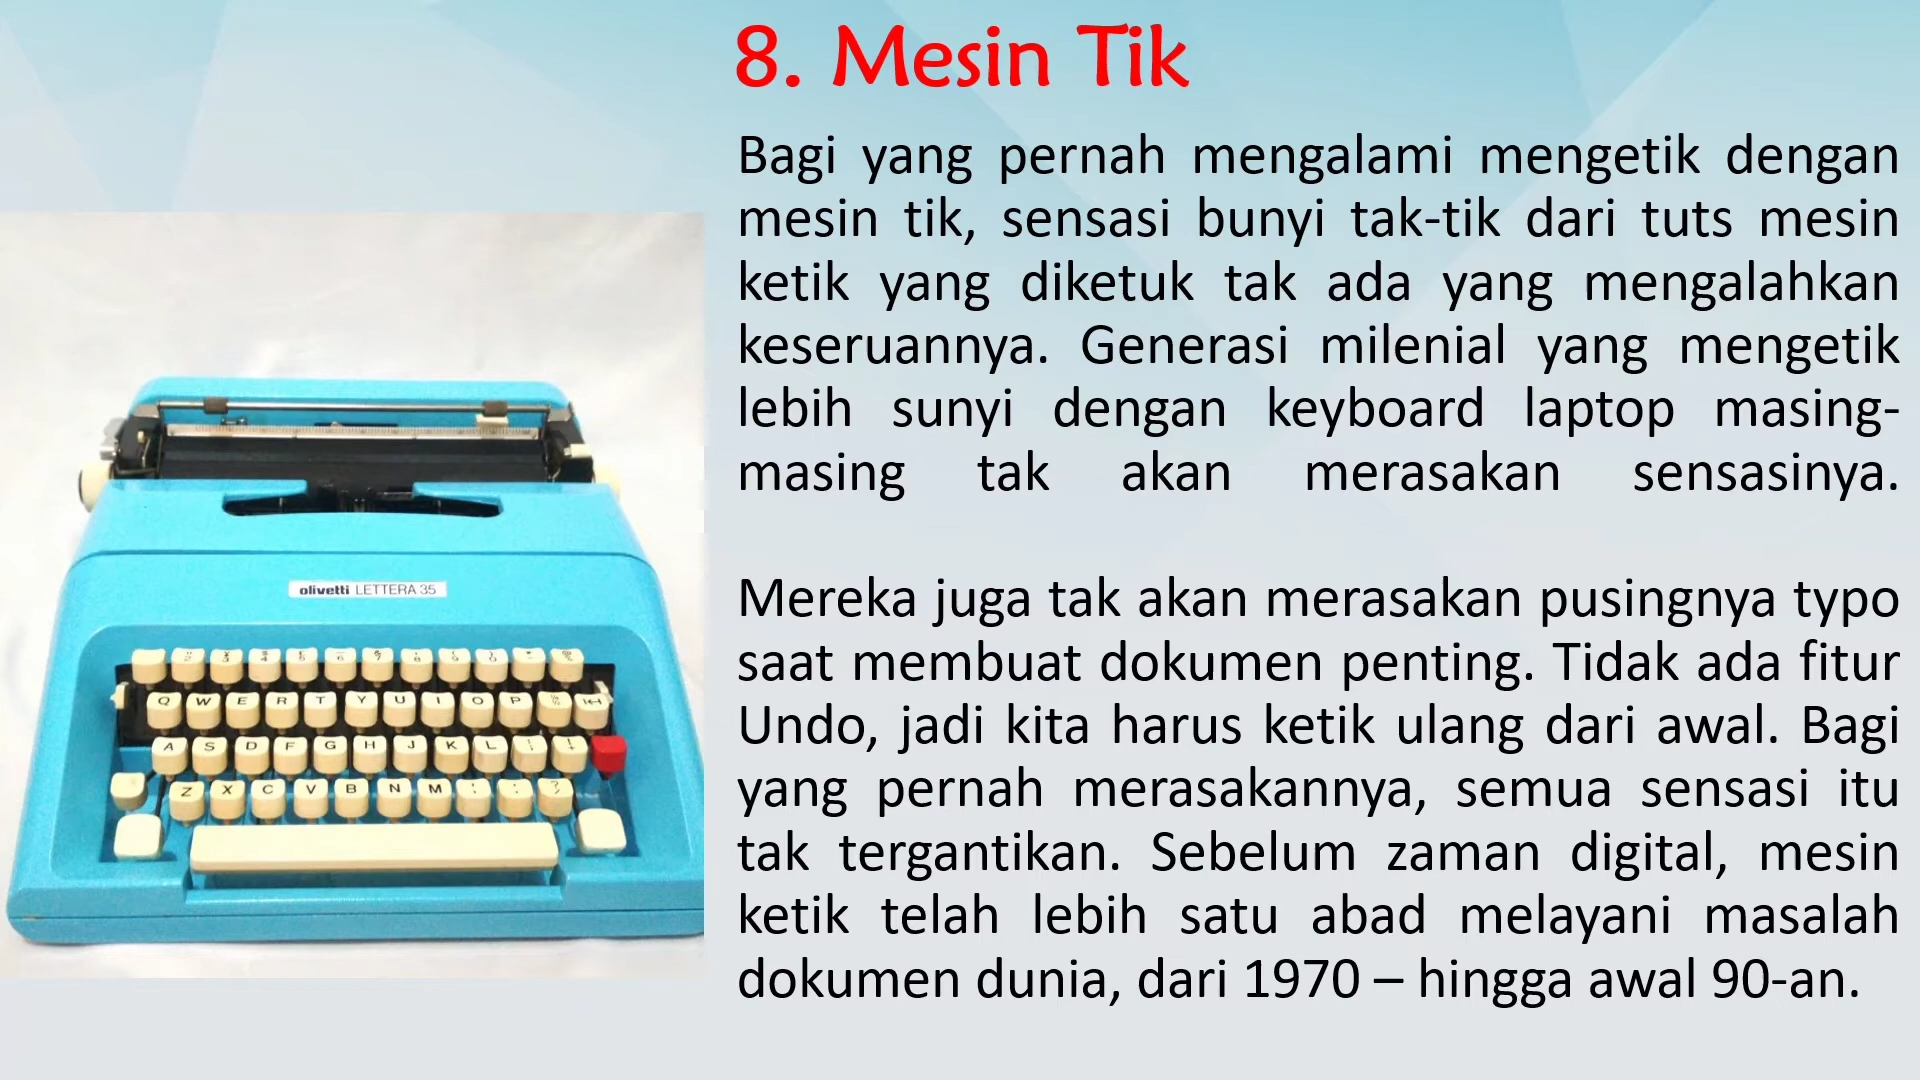 8. Mesin Tik
Bagi yang pernah mengalami mengetik dengan
mesin tik, sensasi bunyi tak-tik dari tuts mesin
ketik yang diketuk tak ada yang mengalahkan
keseruannya. Generasi milenial yang mengetik
lebih sunyi dengan keyboard laptop masing-
masing tak akan merasakan sensasinya.
Mereka juga tak akan merasakan pusingnya typo
saat membuat dokumen penting. Tidak ada fitur
Undo, jadi kita harus ketik ulang dari awal. Bagi
yang pernah merasakannya, semua sensasi itu
tak tergantikan. Sebelum zaman digital, mesin
ketik telah lebih satu abad melayani masalah
dokumen dunia, dari 1970 – hingga awal 90-an.
olivetti LETTERA 35
Q W E R T Y U I O P
A S D F G H J K L
Z X C V B N M